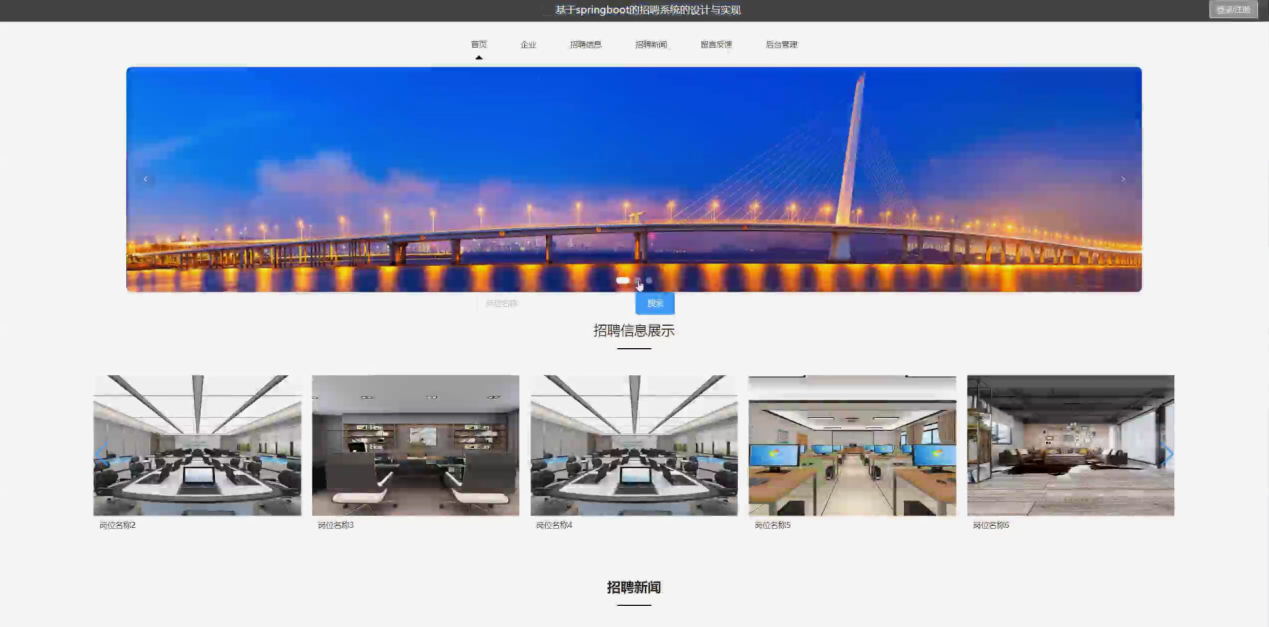 基于springboot的招聘系统的设计与实现
登录/注册
首页 企业 招聘信息 招聘新闻 留言反馈 后台管理
岗位名称
搜索
招聘信息展示
岗位名称2 岗位名称3 岗位名称4 岗位名称5 岗位名称6
招聘新闻